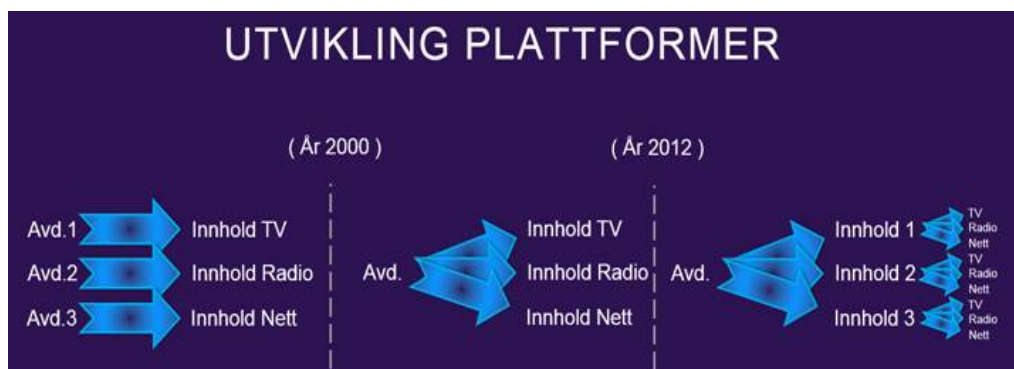 UTVIKLING PLATTFORMER
( År 2000 )
( År 2012 )
Avd.1
Innhold TV
Avd.2
Innhold Radio
Avd.3
Innhold Nett
Avd.
Innhold TV
Innhold Radio
Innhold Nett
Avd.
Innhold 1
TV
Radio
Nett
Innhold 2
TV
Radio
Nett
Innhold 3
TV
Radio
Nett